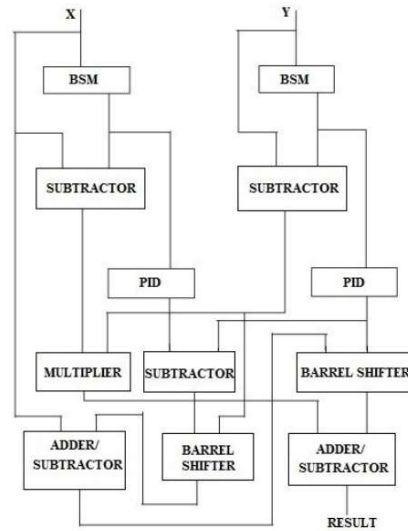 X Y
BSM BSM
SUBTRACTOR SUBTRACTOR
PID PID
MULTIPLIER SUBTRACTOR BARREL SHIFTER
ADDER/ BARREL ADDER/
SUBTRACTOR SHIFTER SUBTRACTOR
RESULT